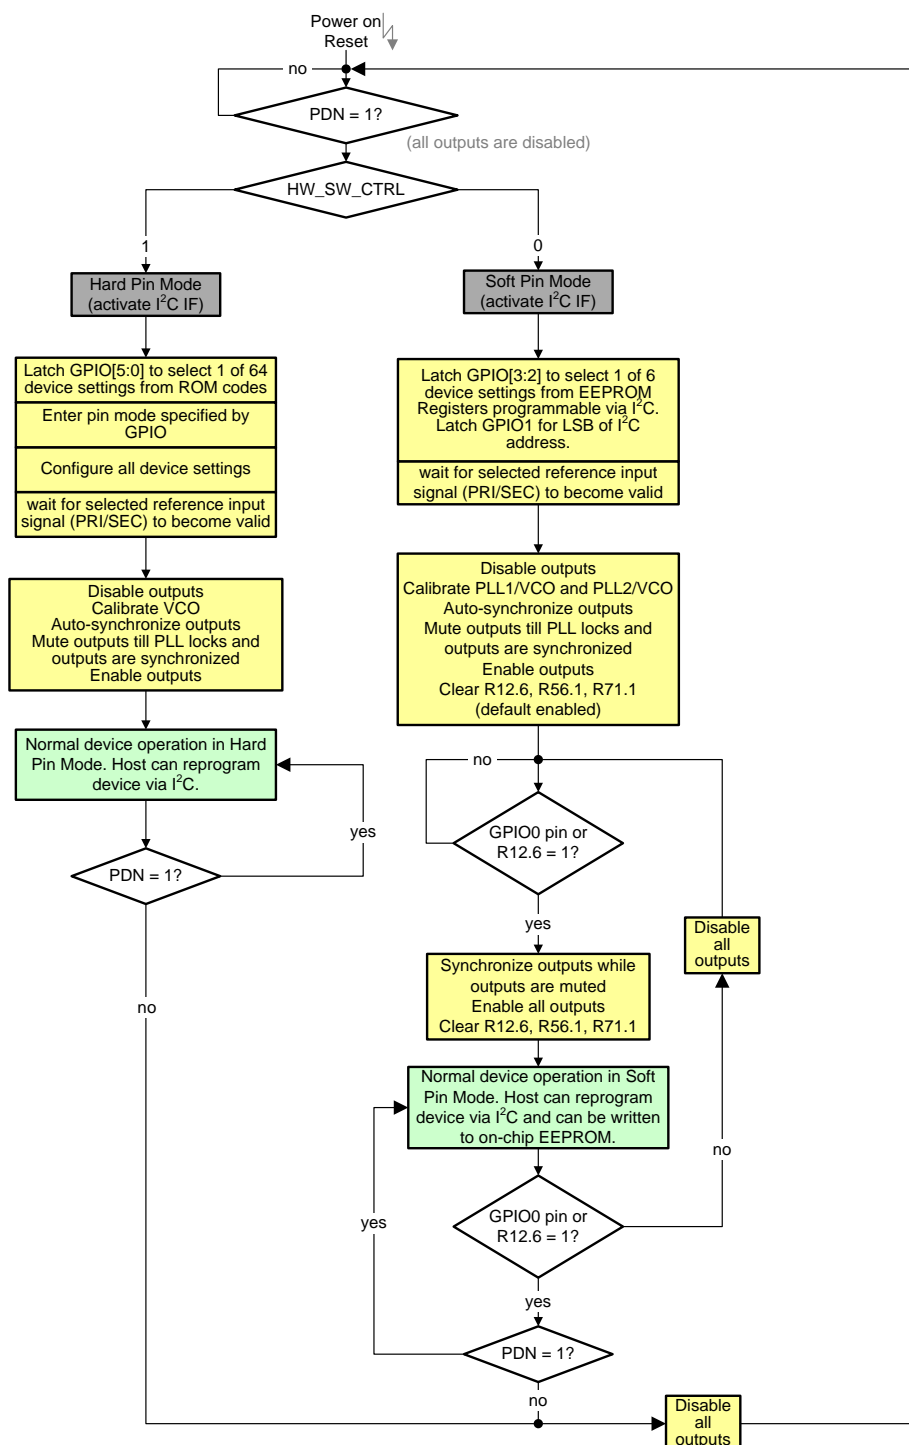 Power on
Reset
no
PDN = 1?
(all outputs are disabled)
HW_SW_CTRL
1
0
Hard Pin Mode
(activate I²C IF)
Latch GPIO[5:0] to select 1 of 64
device settings from ROM codes
Enter pin mode specified by
GPIO
Configure all device settings
wait for selected reference input
signal (PRI/SEC) to become valid
Disable outputs
Calibrate VCO
Auto-synchronize outputs
Mute outputs till PLL locks and
outputs are synchronized
Enable outputs
Normal device operation in Hard
Pin Mode. Host can reprogram
device via I²C.
yes
PDN = 1?
no
Soft Pin Mode
(activate I²C IF)
Latch GPIO[3:2] to select 1 of 6
device settings from EEPROM
Registers programmable via I²C.
Latch GPIO1 for LSB of I²C
address.
wait for selected reference input
signal (PRI/SEC) to become valid
Disable outputs
Calibrate PLL1/VCO and PLL2/VCO
Auto-synchronize outputs
Mute outputs till PLL locks and
outputs are synchronized
Enable outputs
Clear R12.6, R56.1, R71.1
(default enabled)
no
GPIO0 pin or
R12.6 = 1?
yes
Disable
all
outputs
Synchronize outputs while
outputs are muted
Enable all outputs
Clear R12.6, R56.1, R71.1
Normal device operation in Soft
Pin Mode. Host can reprogram
device via I²C and can be written
to on-chip EEPROM.
no
GPIO0 pin or
R12.6 = 1?
yes
yes
PDN = 1?
no
Disable
all
outputs